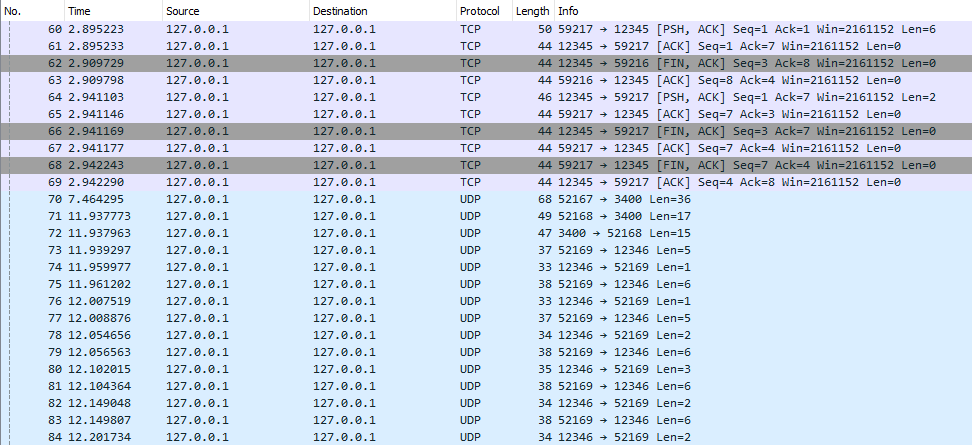 No. Time Source Destination Protocol Length Info
60 2.895223 127.0.0.1 127.0.0.1 TCP 50 59217 → 12345 [PSH, ACK] Seq=1 Ack=1 Win=2161152 Len=6
61 2.895233 127.0.0.1 127.0.0.1 TCP 44 12345 → 59217 [ACK] Seq=1 Ack=7 Win=2161152 Len=0
62 2.909729 127.0.0.1 127.0.0.1 TCP 44 12345 → 59216 [FIN, ACK] Seq=3 Ack=8 Win=2161152 Len=0
63 2.909798 127.0.0.1 127.0.0.1 TCP 44 59216 → 12345 [ACK] Seq=8 Ack=4 Win=2161152 Len=0
64 2.941103 127.0.0.1 127.0.0.1 TCP 46 12345 → 59217 [PSH, ACK] Seq=1 Ack=7 Win=2161152 Len=2
65 2.941146 127.0.0.1 127.0.0.1 TCP 44 59217 → 12345 [ACK] Seq=7 Ack=3 Win=2161152 Len=0
66 2.941169 127.0.0.1 127.0.0.1 TCP 44 12345 → 59217 [FIN, ACK] Seq=3 Ack=7 Win=2161152 Len=0
67 2.941177 127.0.0.1 127.0.0.1 TCP 44 59217 → 12345 [ACK] Seq=7 Ack=4 Win=2161152 Len=0
68 2.942243 127.0.0.1 127.0.0.1 TCP 44 59217 → 12345 [FIN, ACK] Seq=7 Ack=4 Win=2161152 Len=0
69 2.942290 127.0.0.1 127.0.0.1 TCP 44 12345 → 59217 [ACK] Seq=4 Ack=8 Win=2161152 Len=0
70 7.464295 127.0.0.1 127.0.0.1 UDP 68 52167 → 3400 Len=36
71 11.937773 127.0.0.1 127.0.0.1 UDP 49 52168 → 3400 Len=17
72 11.937963 127.0.0.1 127.0.0.1 UDP 47 3400 → 52168 Len=15
73 11.939297 127.0.0.1 127.0.0.1 UDP 37 52169 → 12346 Len=5
74 11.959977 127.0.0.1 127.0.0.1 UDP 33 12346 → 52169 Len=1
75 11.961202 127.0.0.1 127.0.0.1 UDP 38 52169 → 12346 Len=6
76 12.007519 127.0.0.1 127.0.0.1 UDP 33 12346 → 52169 Len=1
77 12.008876 127.0.0.1 127.0.0.1 UDP 37 52169 → 12346 Len=5
78 12.054656 127.0.0.1 127.0.0.1 UDP 34 12346 → 52169 Len=2
79 12.056563 127.0.0.1 127.0.0.1 UDP 38 52169 → 12346 Len=6
80 12.102015 127.0.0.1 127.0.0.1 UDP 35 12346 → 52169 Len=3
81 12.104364 127.0.0.1 127.0.0.1 UDP 38 52169 → 12346 Len=6
82 12.149048 127.0.0.1 127.0.0.1 UDP 34 12346 → 52169 Len=2
83 12.149807 127.0.0.1 127.0.0.1 UDP 38 52169 → 12346 Len=6
84 12.201734 127.0.0.1 127.0.0.1 UDP 34 12346 → 52169 Len=2